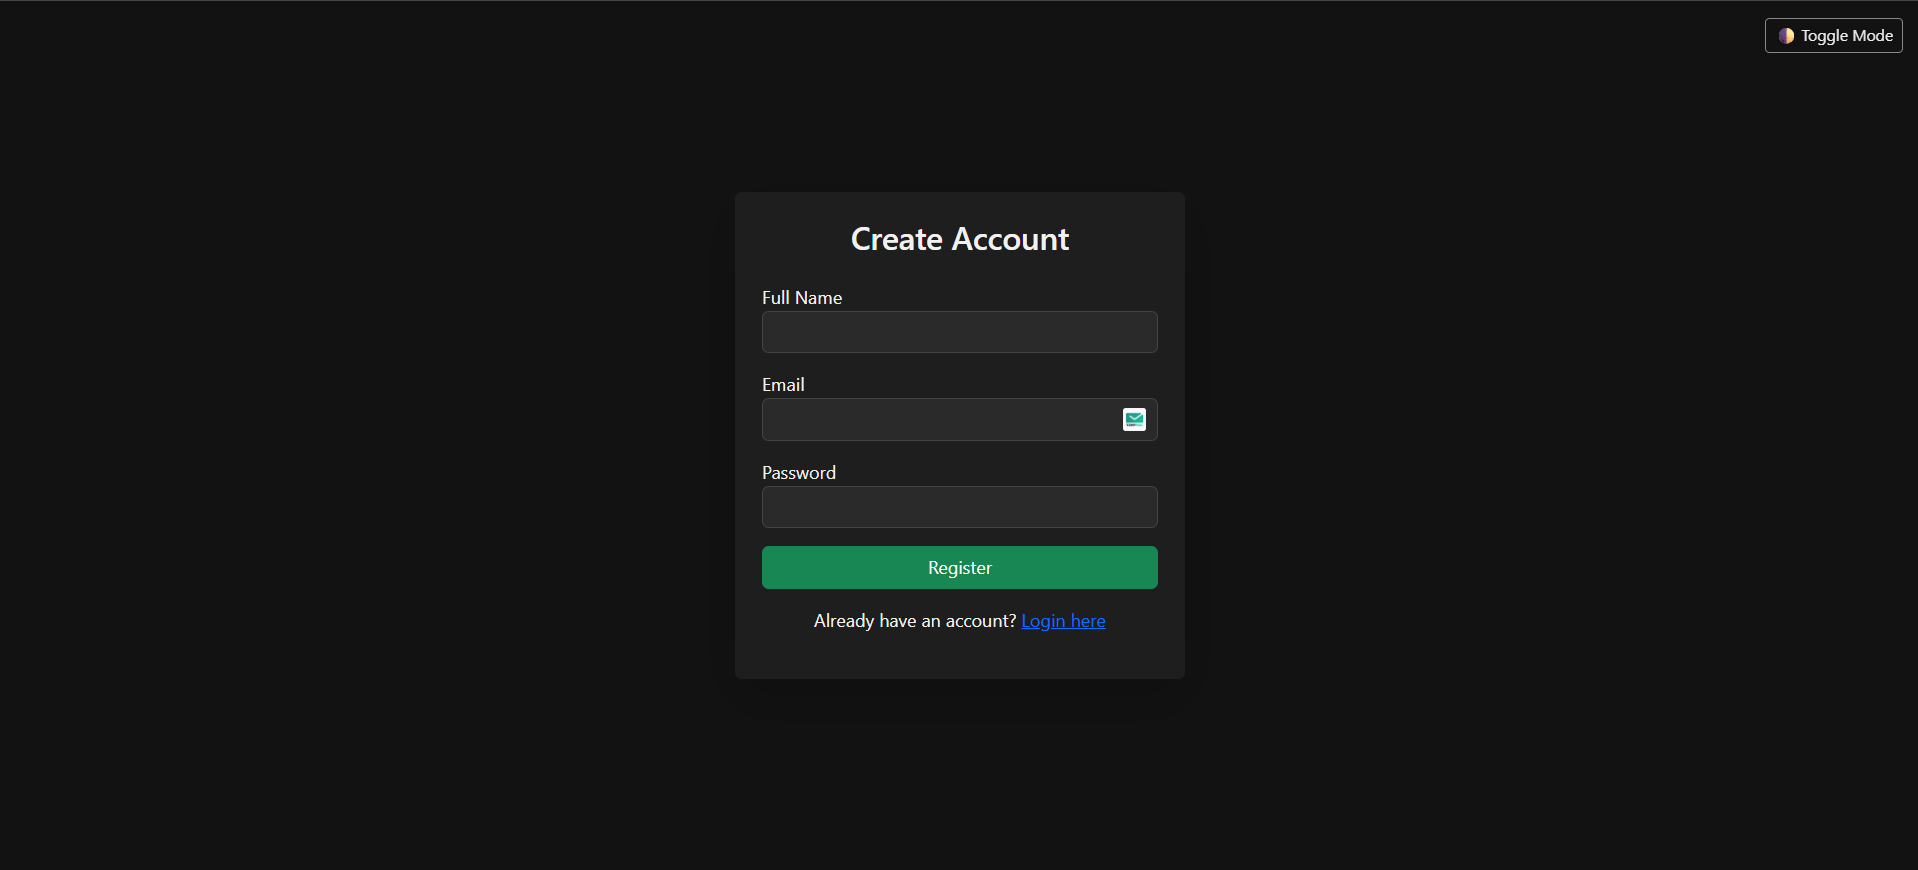 Toggle Mode
Create Account
Full Name
Email
Password
Register
Already have an account? Login here